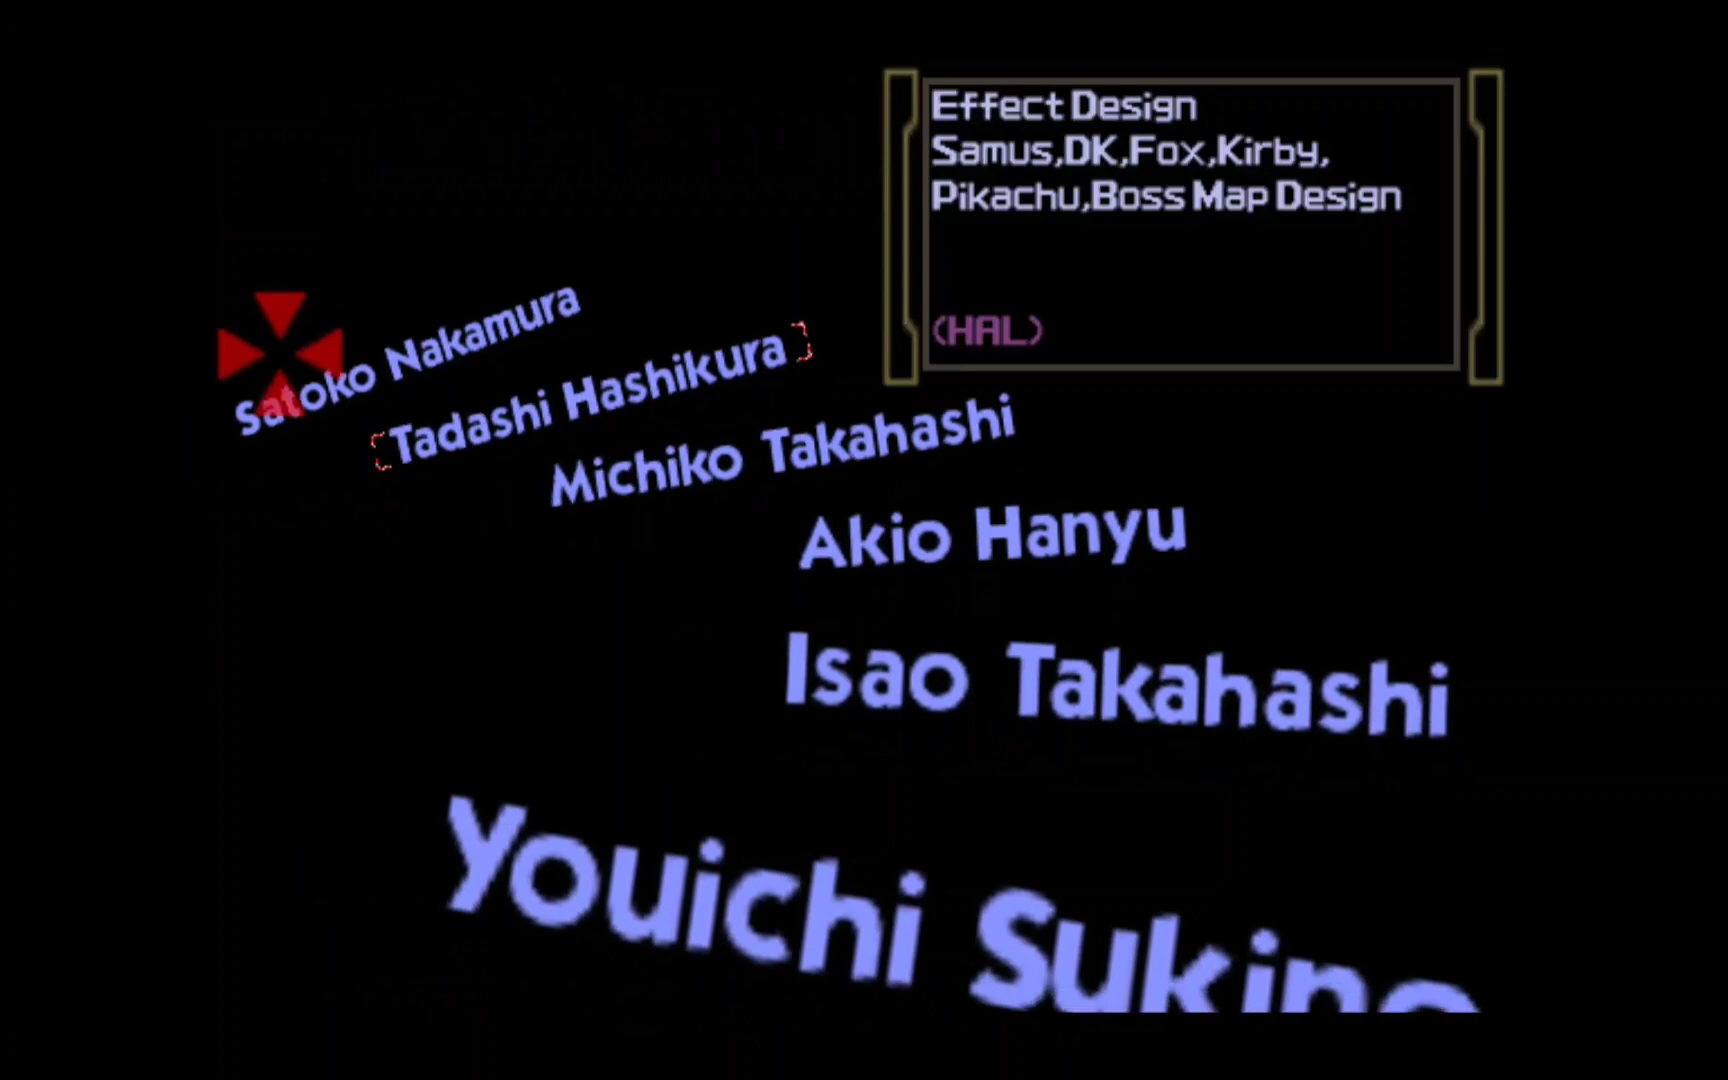 Effect Design
Samus,DK,Fox,Kirby,
Pikachu,Boss Map Design
(HAL)
Satoko Nakamura
Tadashi Hashikura
Michiko Takahashi
Akio Hanyu
Isao Takahashi
Youichi Sukino